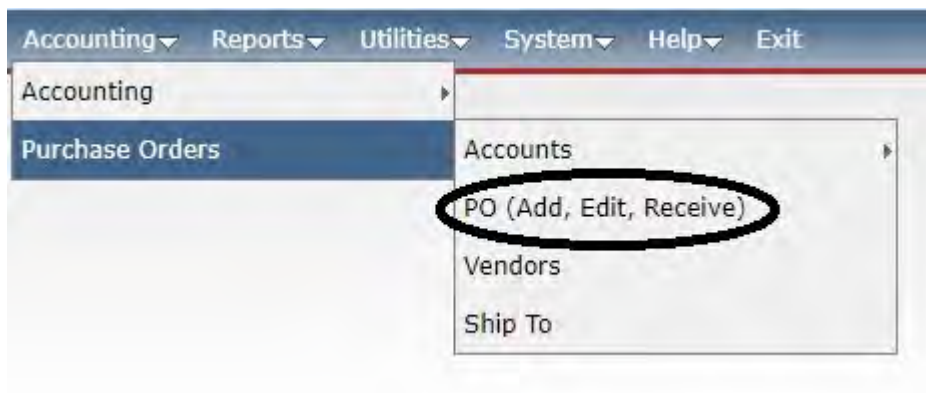 Accounting Reports Utilities System Help Exit
Accounting
Purchase Orders
Accounts
PO (Add, Edit, Receive)
Vendors
Ship To